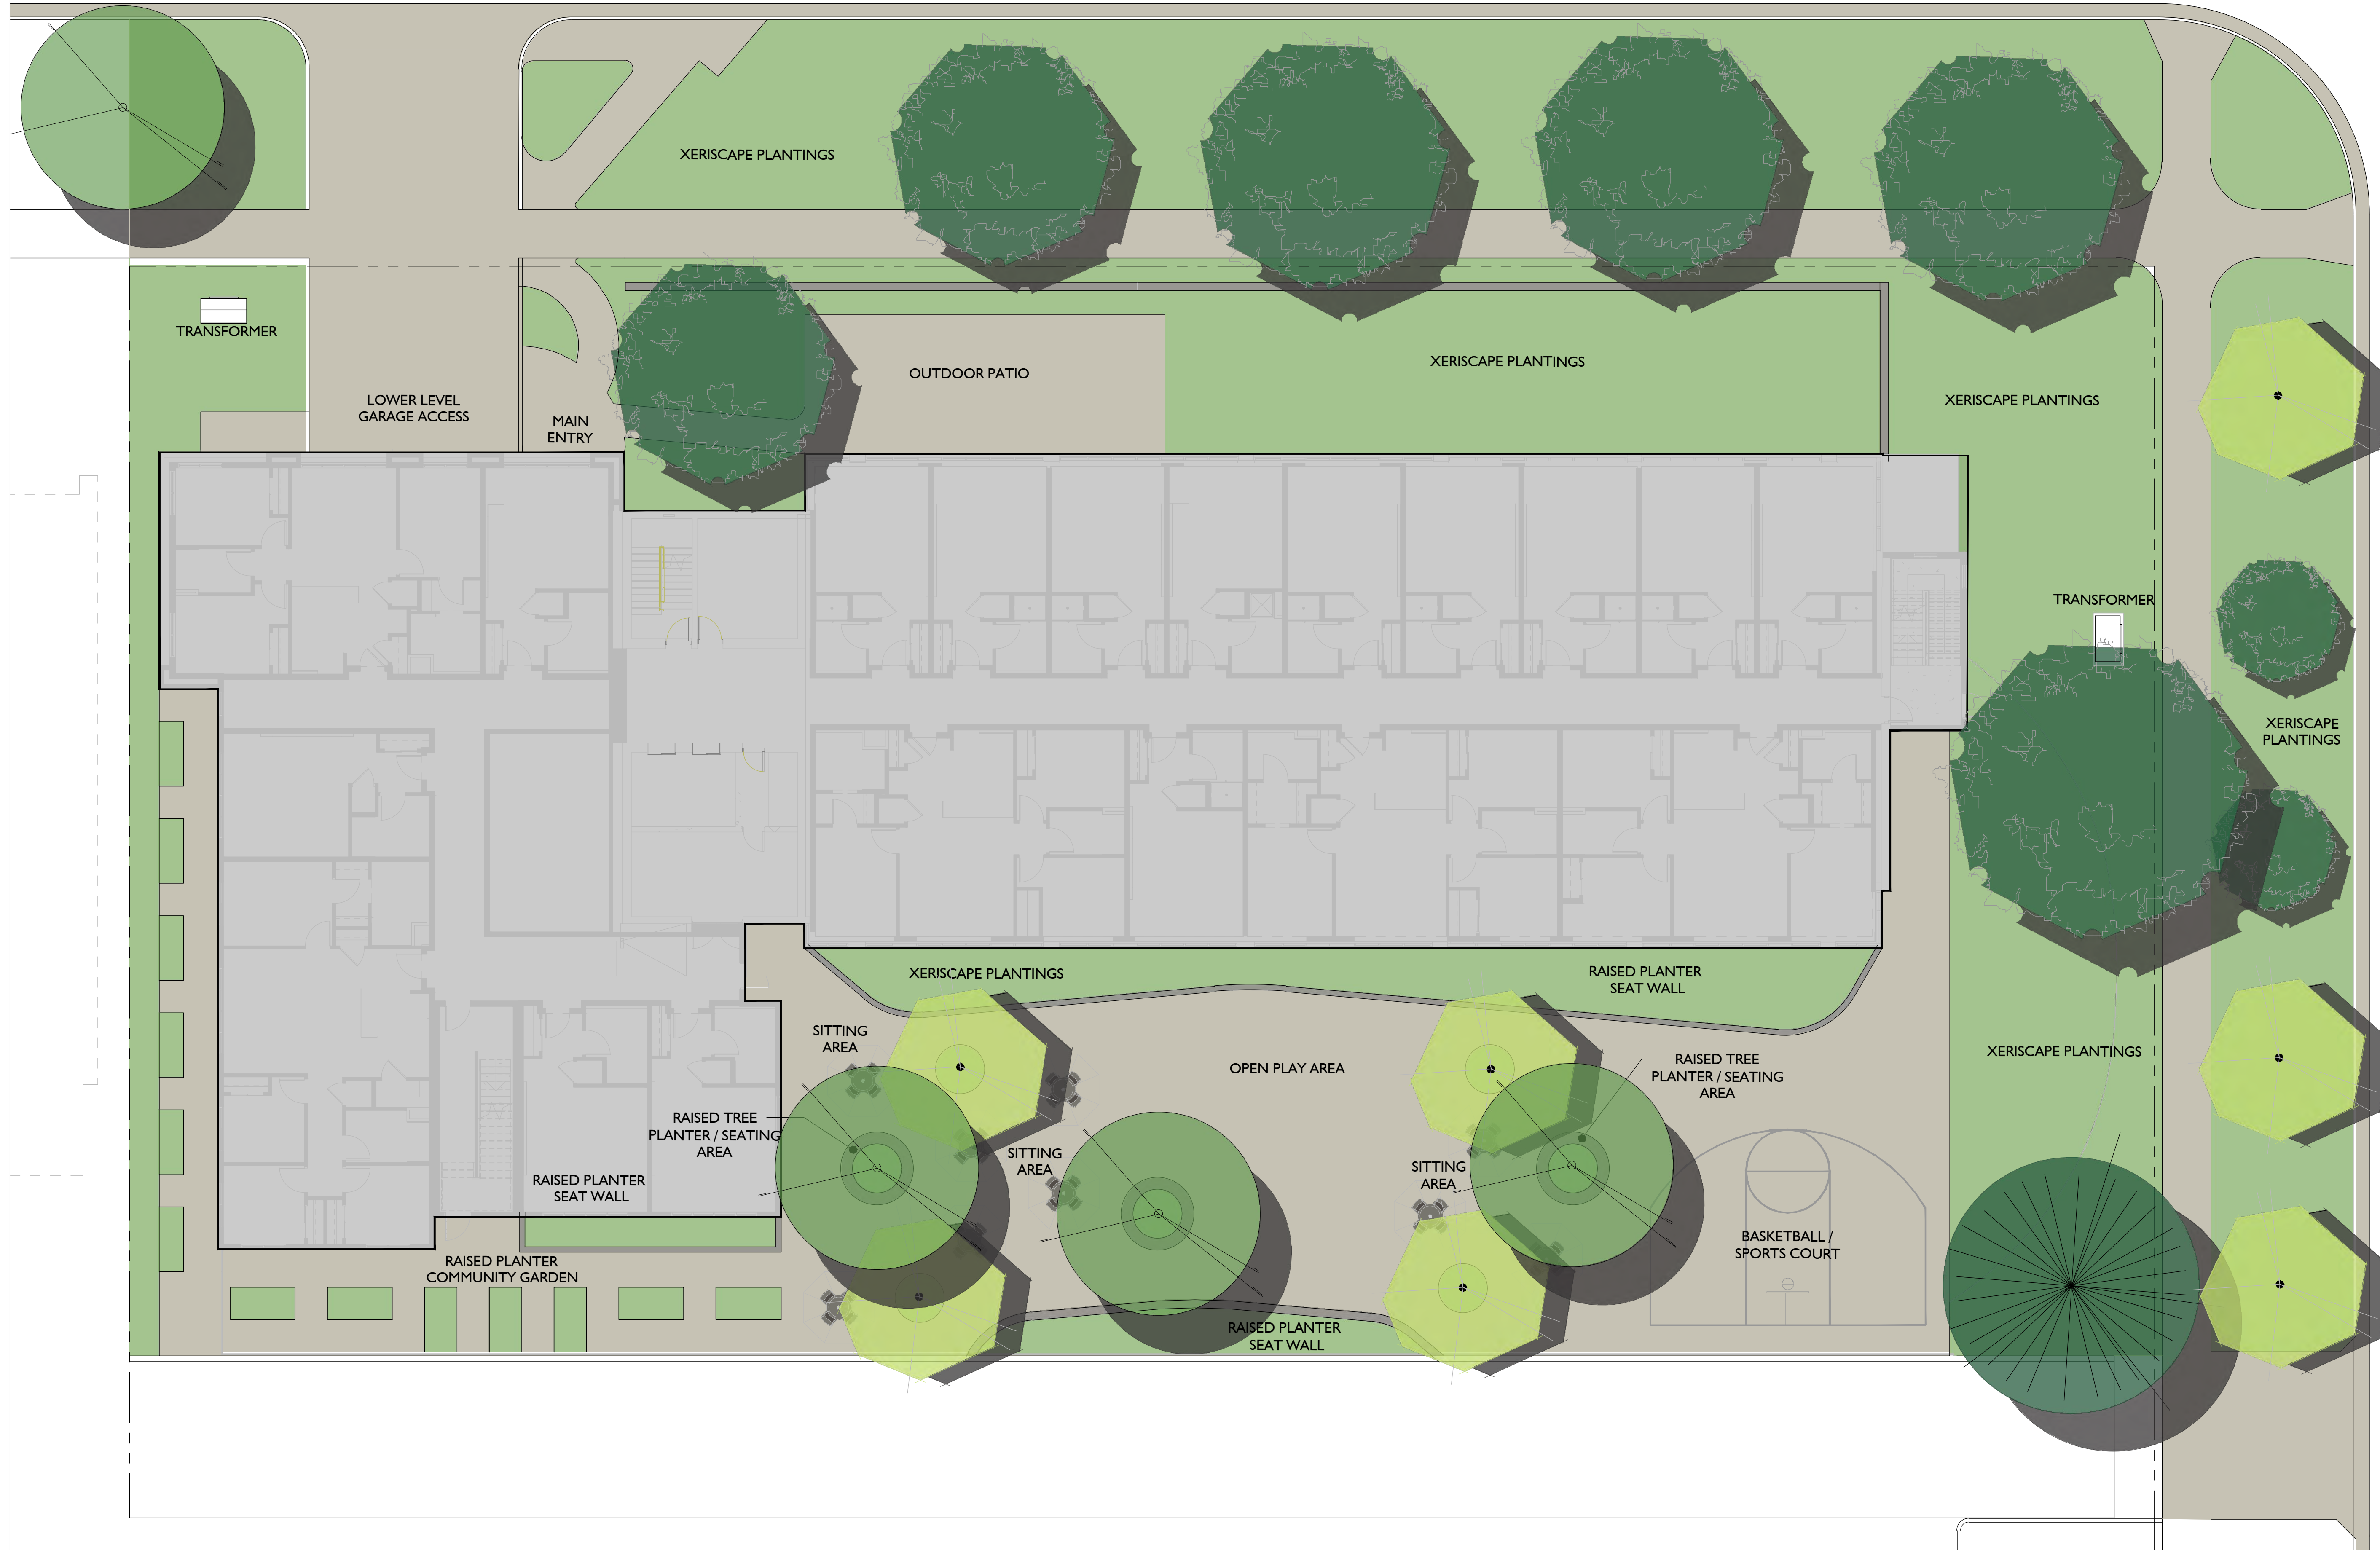 XERISCAPE PLANTINGS
TRANSFORMER
LOWER LEVEL
GARAGE ACCESS
MAIN
ENTRY
OUTDOOR PATIO
XERISCAPE PLANTINGS
XERISCAPE PLANTINGS
TRANSFORMER
XERISCAPE
PLANTINGS
XERISCAPE PLANTINGS
RAISED PLANTER
SEAT WALL
SITTING
AREA
OPEN PLAY AREA
RAISED TREE
PLANTER / SEATING
AREA
XERISCAPE PLANTINGS
RAISED TREE
PLANTER / SEATING
AREA
SITTING
AREA
SITTING
AREA
RAISED PLANTER
SEAT WALL
BASKETBALL /
SPORTS COURT
RAISED PLANTER
COMMUNITY GARDEN
RAISED PLANTER
SEAT WALL